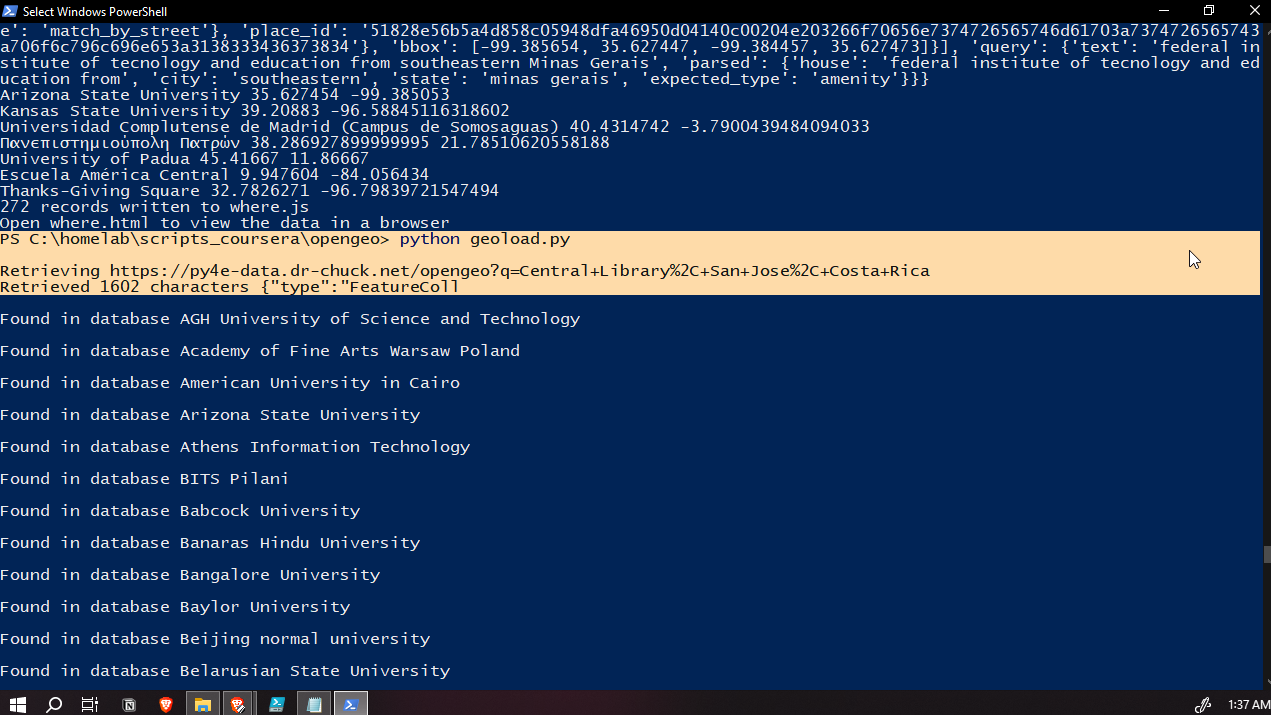 Select Windows PowerShell
e': 'match_by_street'}, 'place_id': '51828e56b5a4d858c05948dfa46950d04140c00204e203266f70656e7374726565746d61703a7374726565743
a706f6c796c696e653a3138333436373834'}, 'bbox': [-99.385654, 35.627447, -99.384457, 35.627473]}], 'query': {'text': 'federal in
stitute of tecnology and education from southeastern Minas Gerais', 'parsed': {'house': 'federal institute of tecnology and ed
ucation from', 'city': 'southeastern', 'state': 'minas gerais', 'expected_type': 'amenity'}}}
Arizona State University 35.627454 -99.385053
Kansas State University 39.20883 -96.58845116318602
Universidad Complutense de Madrid (Campus de Somosaguas) 40.4314742 -3.7900439484094033
Πανεπιστημιούπολη Πατρών 38.286927899999995 21.78510620558188
University of Padua 45.41667 11.86667
Escuela América Central 9.947604 -84.056434
Thanks-Giving Square 32.7826271 -96.79839721547494
272 records written to where.js
Open where.html to view the data in a browser
PS C:\homelab\scripts_coursera\opengeo> python geoload.py
Retrieving https://py4e-data.dr-chuck.net/opengeo?q=Central+Library%2C+San+Jose%2C+Costa+Rica
Retrieved 1602 characters {"type":"FeatureColl
Found in database AGH University of Science and Technology
Found in database Academy of Fine Arts Warsaw Poland
Found in database American University in Cairo
Found in database Arizona State University
Found in database Athens Information Technology
Found in database BITS Pilani
Found in database Babcock University
Found in database Banaras Hindu University
Found in database Bangalore University
Found in database Baylor University
Found in database Beijing normal university
Found in database Belarusian State University
1:37 AM